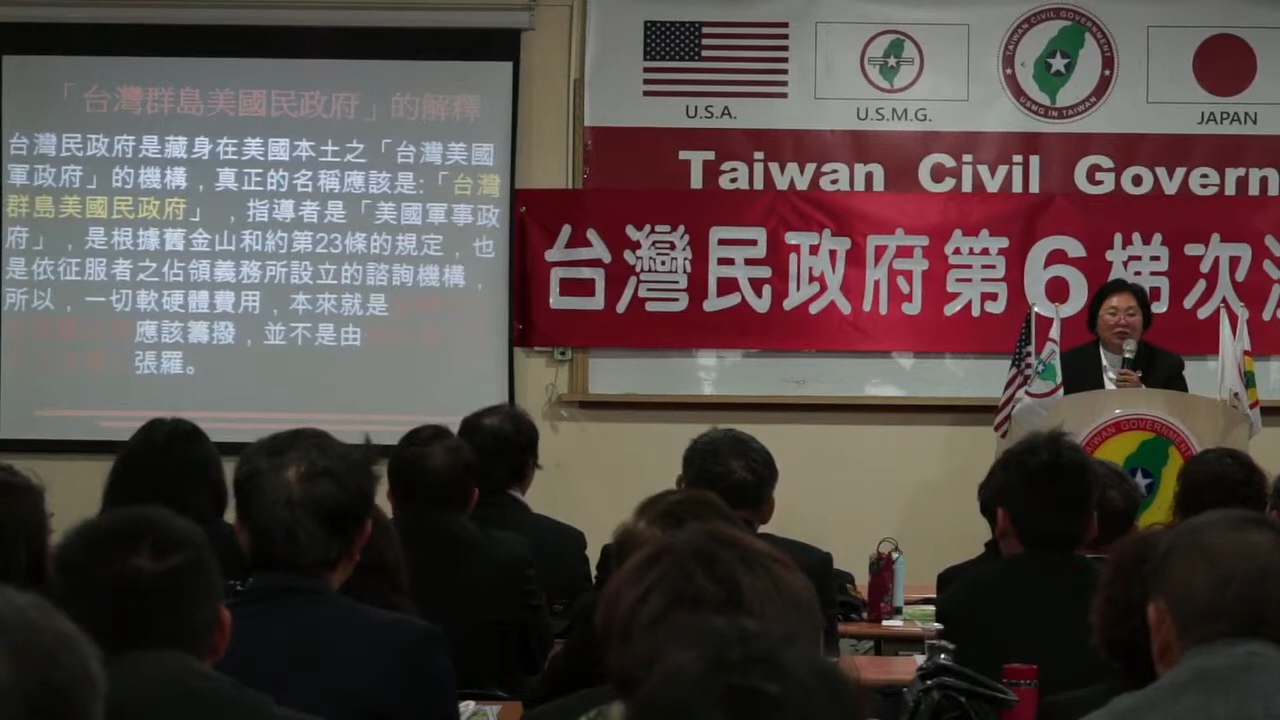 「台灣群島美國民政府」的解釋
台灣民政府是藏身在美國本土之「台灣美國
軍政府」的機構，真正的名稱應該是:「台灣
群島美國民政府」，指導者是「美國軍事政
府」，是根據舊金山和約第23條的規定，也
是依征服者之佔領義務所設立的諮詢機構，
所以，一切軟硬體費用，本來就是
應該籌撥，並不是由
張羅。
U.S.A.
U.S.M.G.
TAIWAN CIVIL GOVERNMENT
USMG IN TAIWAN
JAPAN
Taiwan Civil Govern
台灣民政府第6梯次
TAIWAN GOVERNMENT